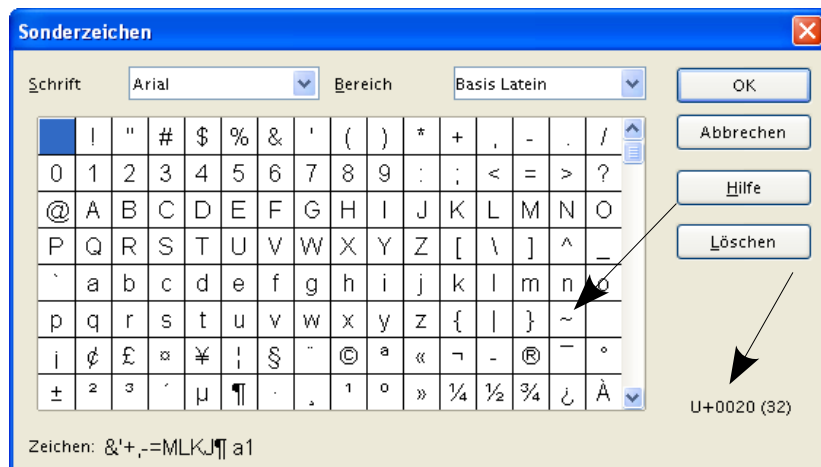 Sonderzeichen
Schrift Arial Bereich Basis Latein OK
! " # $ % & ' ( ) * + , - . /
Abbrechen
0 1 2 3 4 5 6 7 8 9 : ; < = > ?
@ A B C D E F G H I J K L M N O
Hilfe
P Q R S T U V W X Y Z [ \ ] ^ _
Löschen
` a b c d e f g h i j k l m n o
p q r s t u v w x y z { | } ~
¡ ¢ £ ¤ ¥ ¦ § ¨ © ª « ¬ - ® ¯ °
± ² ³ ´ µ ¶ · ¸ ¹ º » ¼ ½ ¾ ¿ À
U+0020 (32)
Zeichen: &'+,-=MLKJ¶ a1